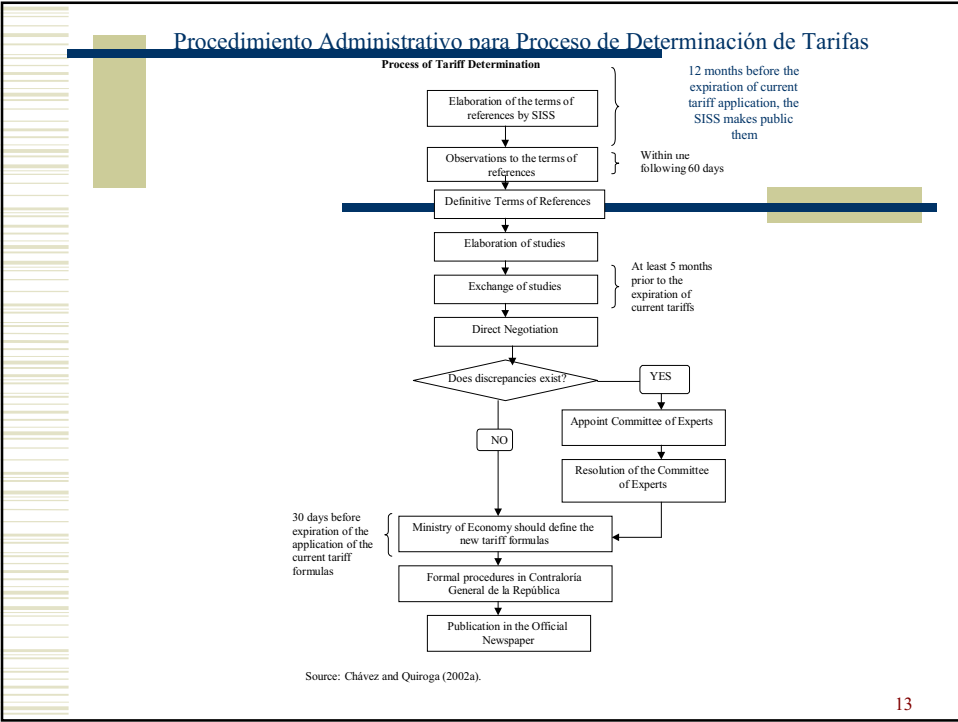 Procedimiento Administrativo para Proceso de Determinación de Tarifas
Process of Tariff Determination
12 months before the
expiration of current
tariff application, the
SISS makes public
them
Elaboration of the terms of
references by SISS
Observations to the terms of
references
Within the
following 60 days
Definitive Terms of References
Elaboration of studies
Exchange of studies
At least 5 months
prior to the
expiration of
current tariffs
Direct Negotiation
Does discrepancies exist?
YES
NO
Appoint Committee of Experts
Resolution of the Committee
of Experts
30 days before
expiration of the
application of the
current tariff
formulas
Ministry of Economy should define the
new tariff formulas
Formal procedures in Contraloría
General de la República
Publication in the Official
Newspaper
Source: Chávez and Quiroga (2002a).
13